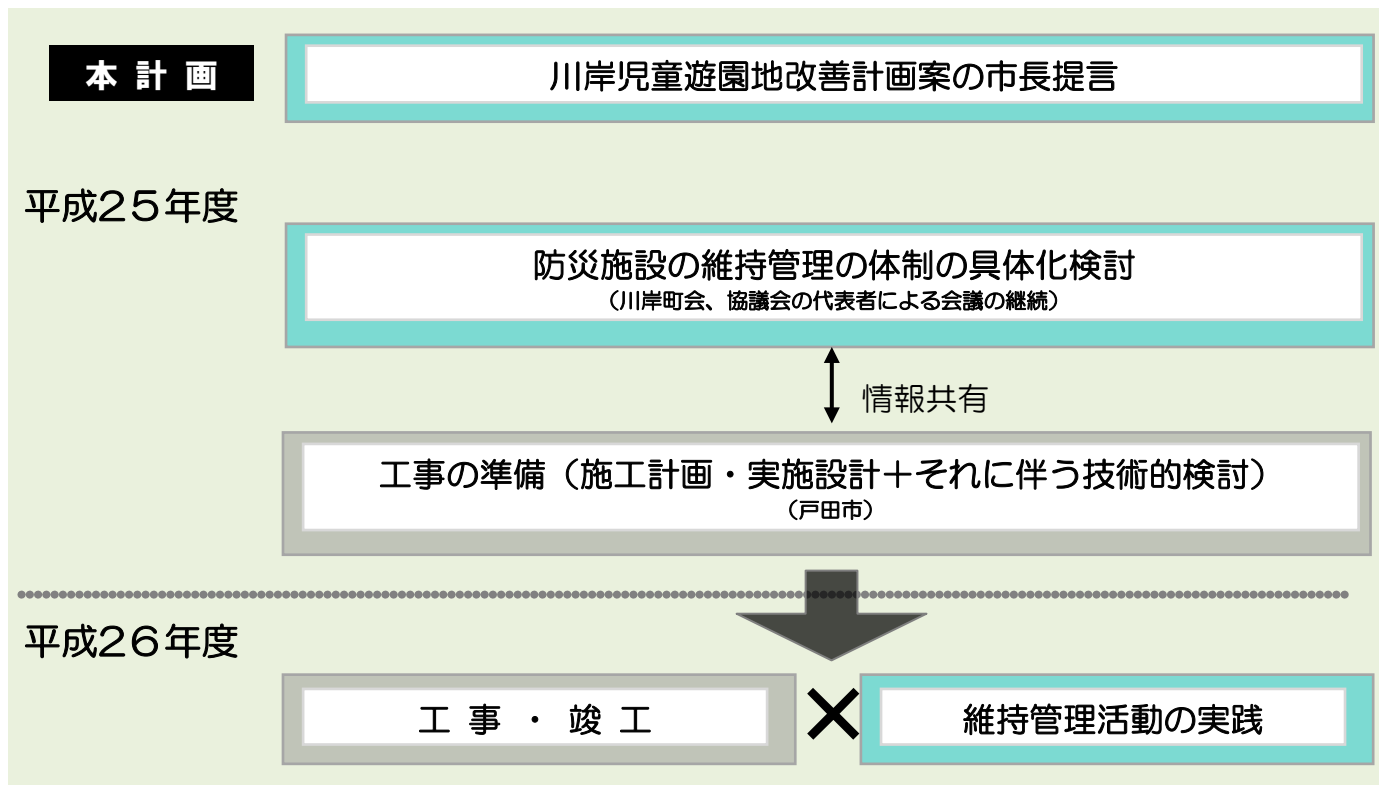 本計画
川岸児童遊園地改善計画案の市長提言
平成25年度
防災施設の維持管理の体制の具体化検討
（川岸町会、協議会の代表者による会議の継続）
情報共有
工事の準備（施工計画・実施設計＋それに伴う技術的検討）
（戸田市）
平成26年度
工事・竣工
×
維持管理活動の実践